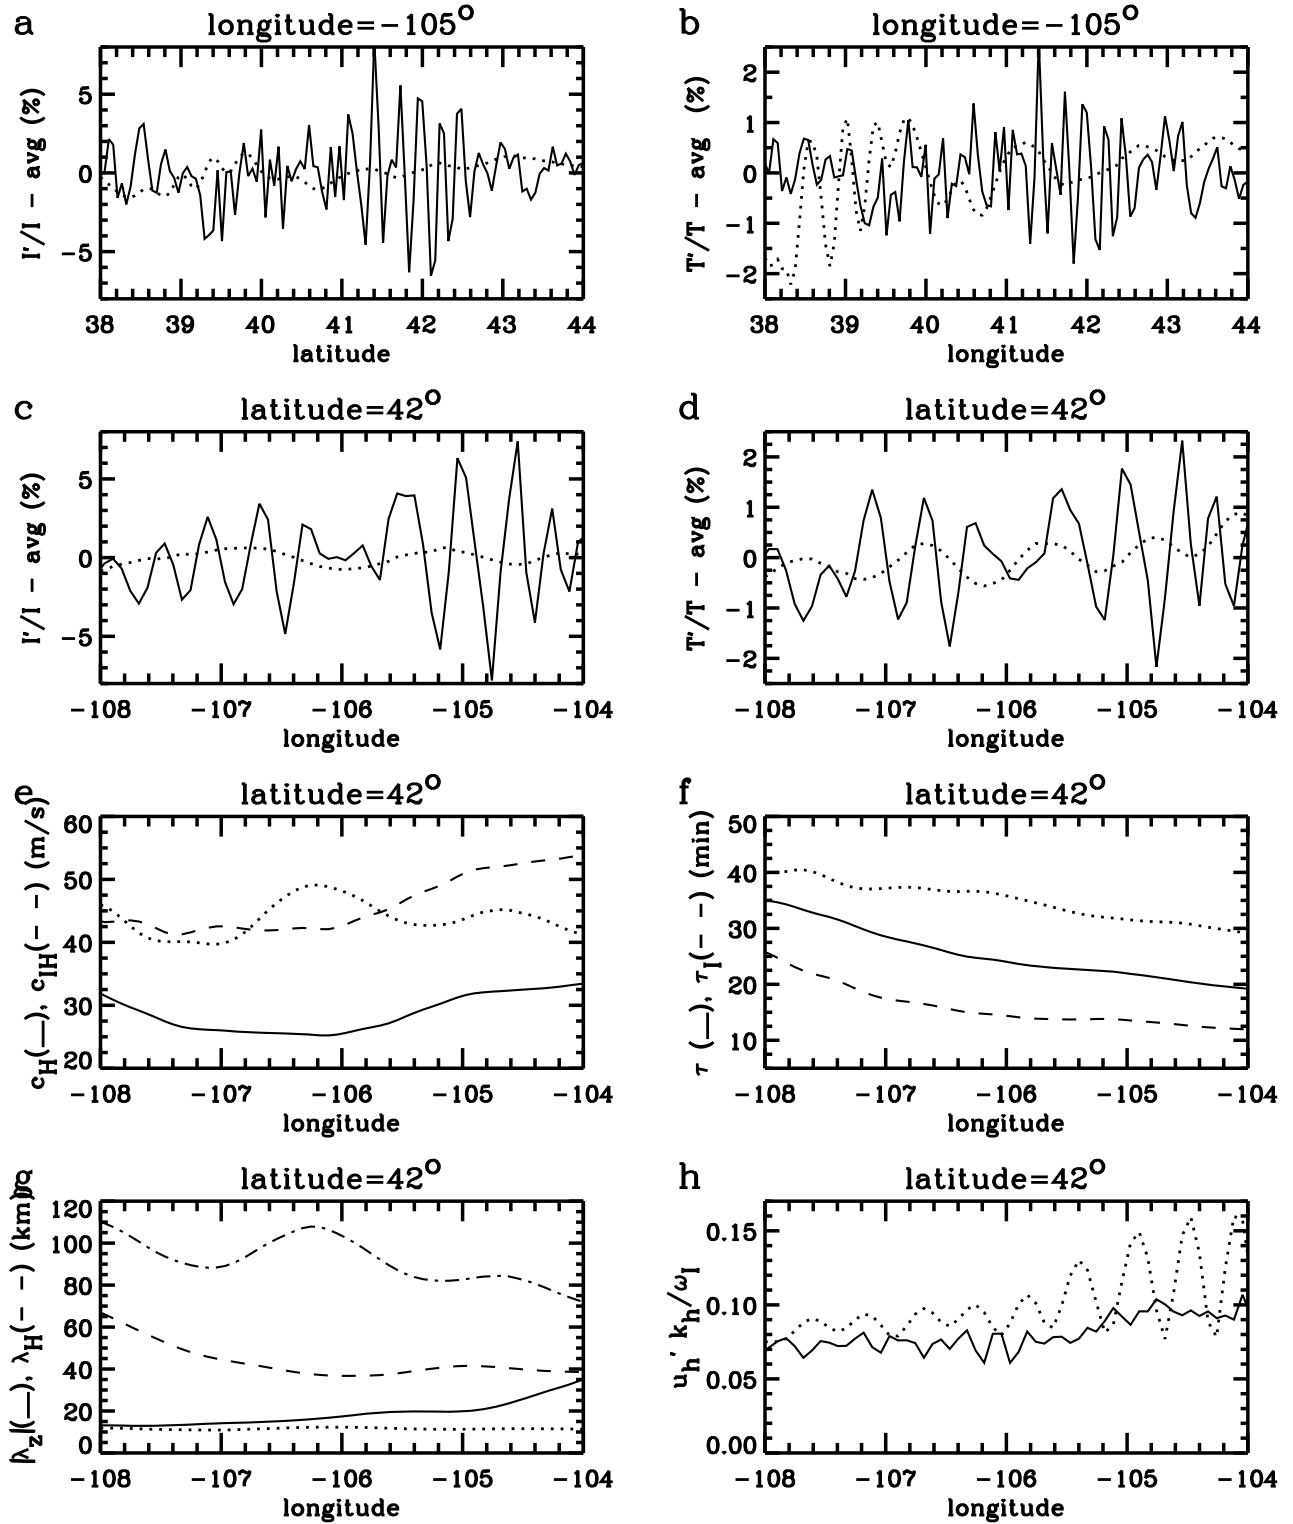 a longitude=−105° b longitude=−105°
I'/I − avg (%) 5 0 −5 T'/T − avg (%) 2 1 0 −1 −2
38 39 40 41 42 43 44 38 39 40 41 42 43 44
latitude longitude
c latitude=42° d latitude=42°
I'/I − avg (%) 5 0 −5 T'/T − avg (%) 2 1 0 −1 −2
−108 −107 −106 −105 −104 −108 −107 −106 −105 −104
longitude longitude
e latitude=42° f latitude=42°
c_H(—), c_IH(− −) (m/s) 60 50 40 30 20 τ (—), τ_I(− −) (min) 50 40 30 20 10
−108 −107 −106 −105 −104 −108 −107 −106 −105 −104
longitude longitude
g latitude=42° h latitude=42°
|λ_z|(—), λ_H(− −) (km) 120 100 80 60 40 20 0 u_h' k_h/ω_I 0.15 0.10 0.05 0.00
−108 −107 −106 −105 −104 −108 −107 −106 −105 −104
longitude longitude